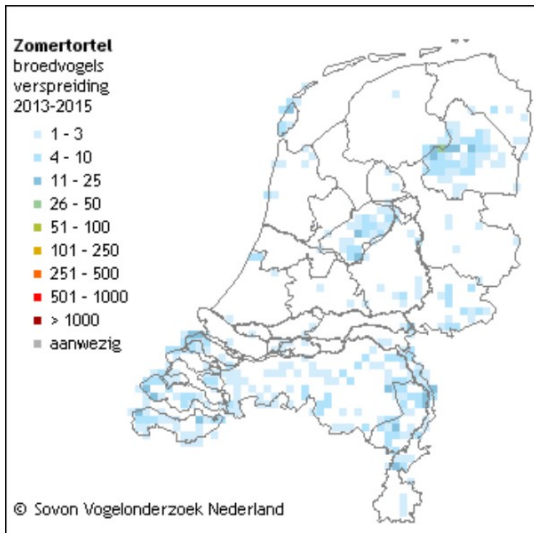 Zomertortel
broedvogels
verspreiding
2013-2015
1 - 3
4 - 10
11 - 25
26 - 50
51 - 100
101 - 250
251 - 500
501 - 1000
> 1000
aanwezig
© Sovon Vogelonderzoek Nederland